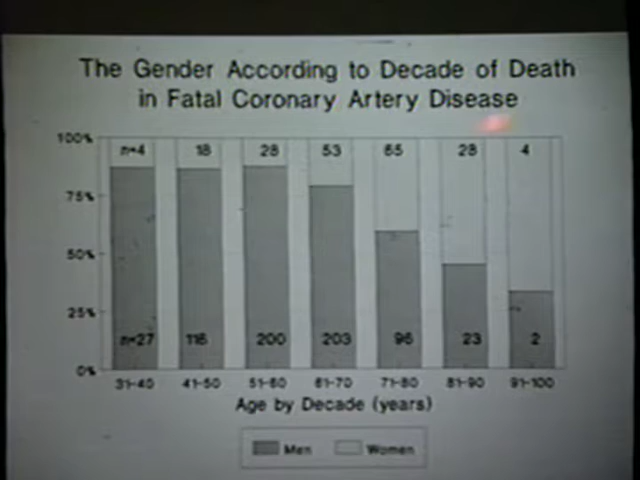 The Gender According to Decade of Death
in Fatal Coronary Artery Disease
100%
n=4 18 28 53 65 28 4
75%
50%
25%
n=27 116 200 203 96 23 2
0%
31-40 41-50 51-60 61-70 71-80 81-90 91-100
Age by Decade (years)
Men Women